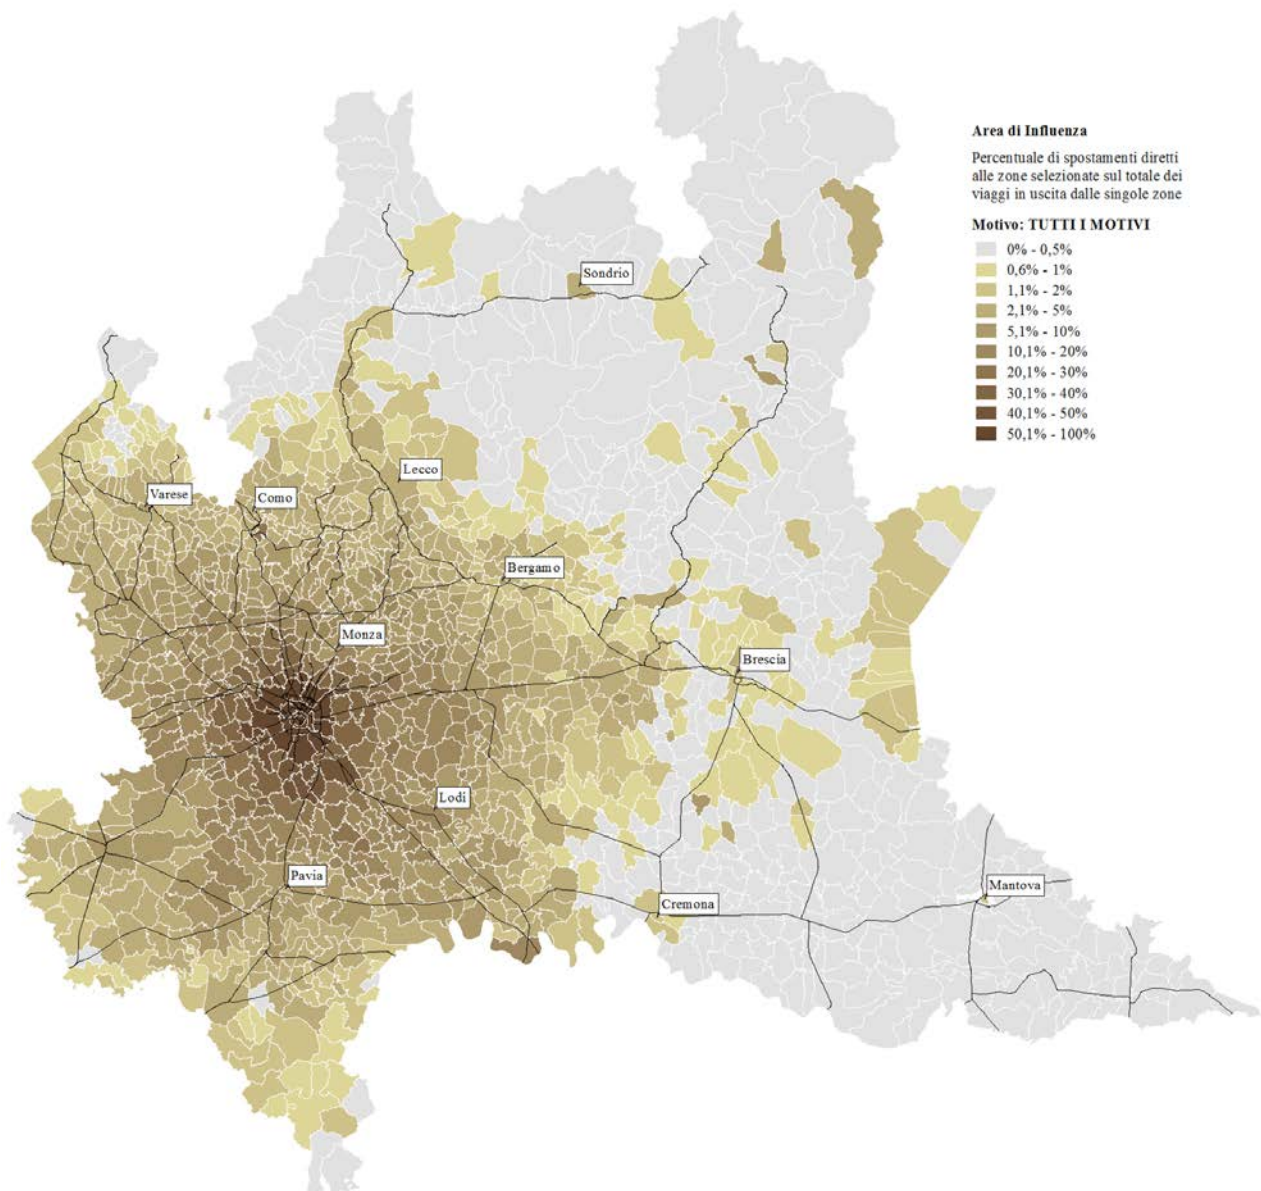 Area di Influenza
Percentuale di spostamenti diretti
alle zone selezionate sul totale dei
viaggi in uscita dalle singole zone
Motivo: TUTTI I MOTIVI
0% - 0,5%
0,6% - 1%
1,1% - 2%
2,1% - 5%
5,1% - 10%
10,1% - 20%
20,1% - 30%
30,1% - 40%
40,1% - 50%
50,1% - 100%
Sondrio
Lecco
Varese
Como
Bergamo
Monza
Brescia
Lodi
Pavia
Mantova
Cremona